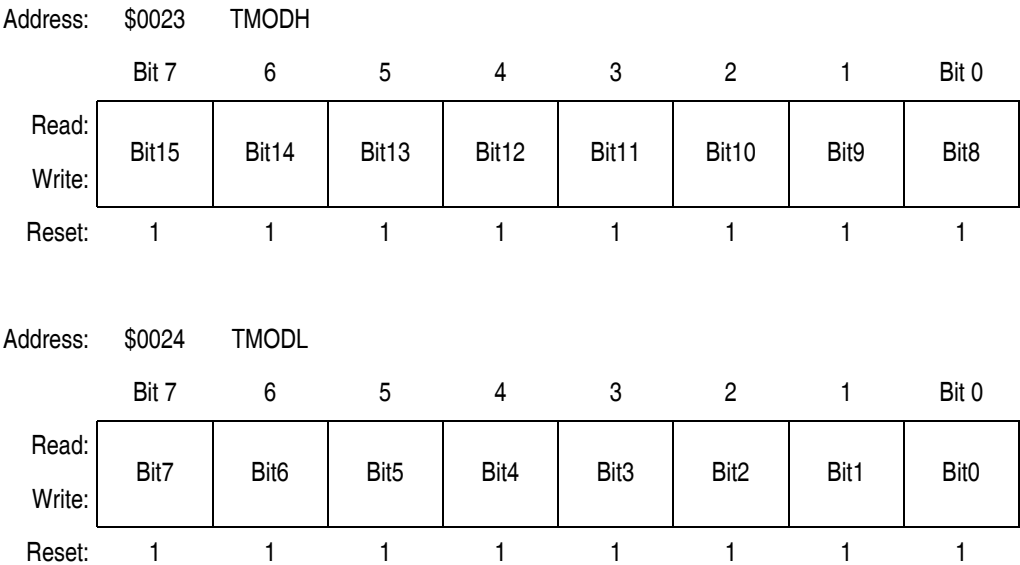 Address: $0023 TMODH
Bit 7 6 5 4 3 2 1 Bit 0
Read:
Bit15 Bit14 Bit13 Bit12 Bit11 Bit10 Bit9 Bit8
Write:
Reset: 1 1 1 1 1 1 1 1
Address: $0024 TMODL
Bit 7 6 5 4 3 2 1 Bit 0
Read:
Bit7 Bit6 Bit5 Bit4 Bit3 Bit2 Bit1 Bit0
Write:
Reset: 1 1 1 1 1 1 1 1